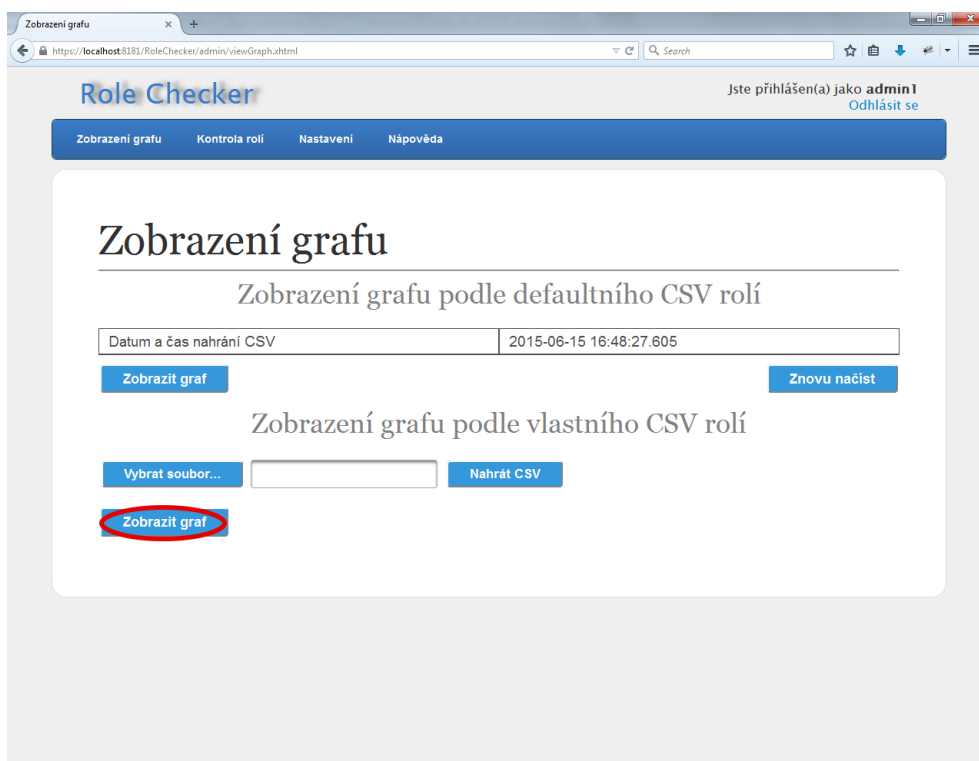 Zobrazení grafu
https://localhost:8181/RoleChecker/admin/viewGraph.xhtml
Search
Role Checker
Jste přihlášen(a) jako admin1
Odhlásit se
Zobrazení grafu Kontrola rolí Nastavení Nápověda
Zobrazení grafu
Zobrazení grafu podle defaultního CSV rolí
Datum a čas nahrání CSV 2015-06-15 16:48:27.605
Zobrazit graf Znovu načíst
Zobrazení grafu podle vlastního CSV rolí
Vybrat soubor... Nahrát CSV
Zobrazit graf